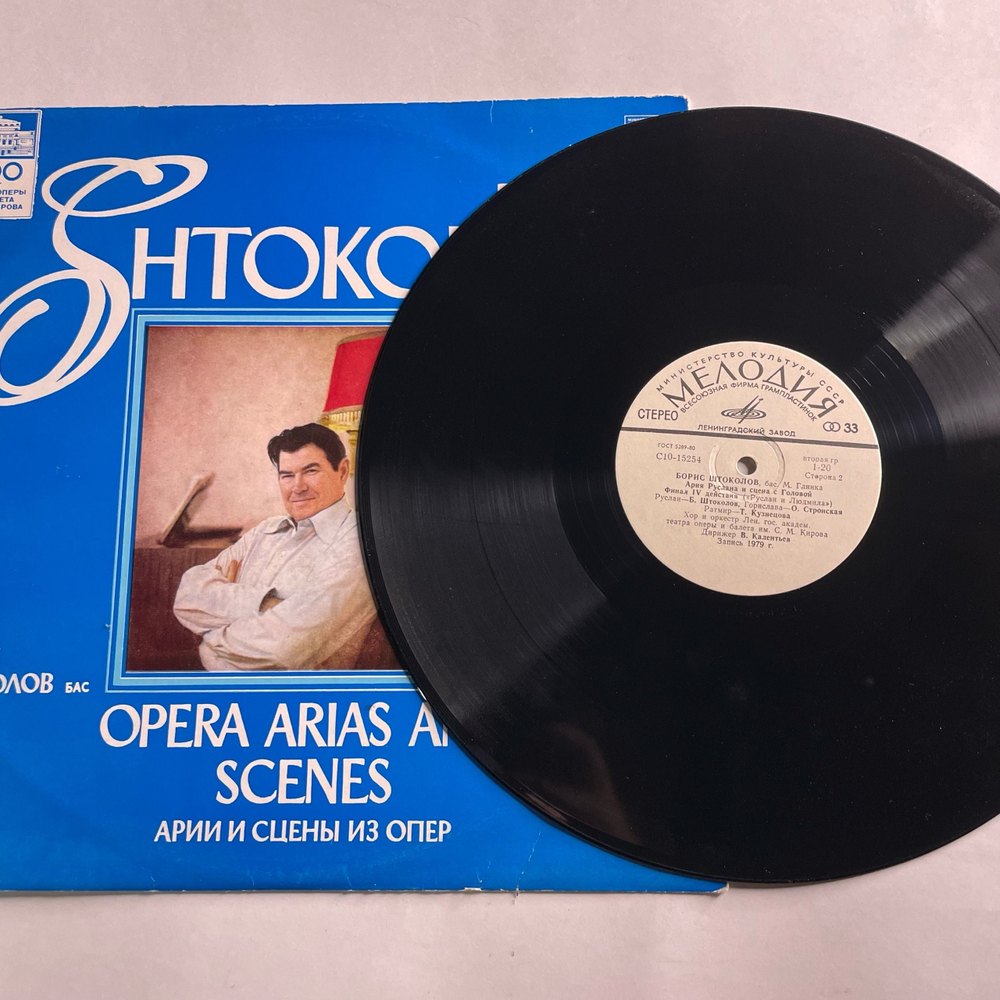 ОПЕРЫ
SHTOKO
ОЛОВ БАС
OPERA ARIAS A
SCENES
АРИИ И СЦЕНЫ ИЗ ОПЕР
МИНИСТЕРСТВО КУЛЬТУРЫ СССР
МЕЛОДИЯ
ВСЕСОЮЗНАЯ ФИРМА ГРАМПЛАСТИНОК
СТЕРЕО
33
ЛЕНИНГРАДСКИЙ ЗАВОД
ГОСТ 5289-80
С10-15254
вторая гр
1-20
Сторона 2
БОРИС ШТОКОЛОВ, бас М. Глинка
Ария Руслана и сцена с Головой
Финал IV действия («Руслан и Людмила»)
Руслан—Б. Штоколов, Горислава—О. Стронская
Ратмир—Т. Кузнецова
Хор и оркестр Лен. гос. академ.
театра оперы и балета им. С. М. Кирова
Дирижер В. Калентьев
Запись 1979 г.